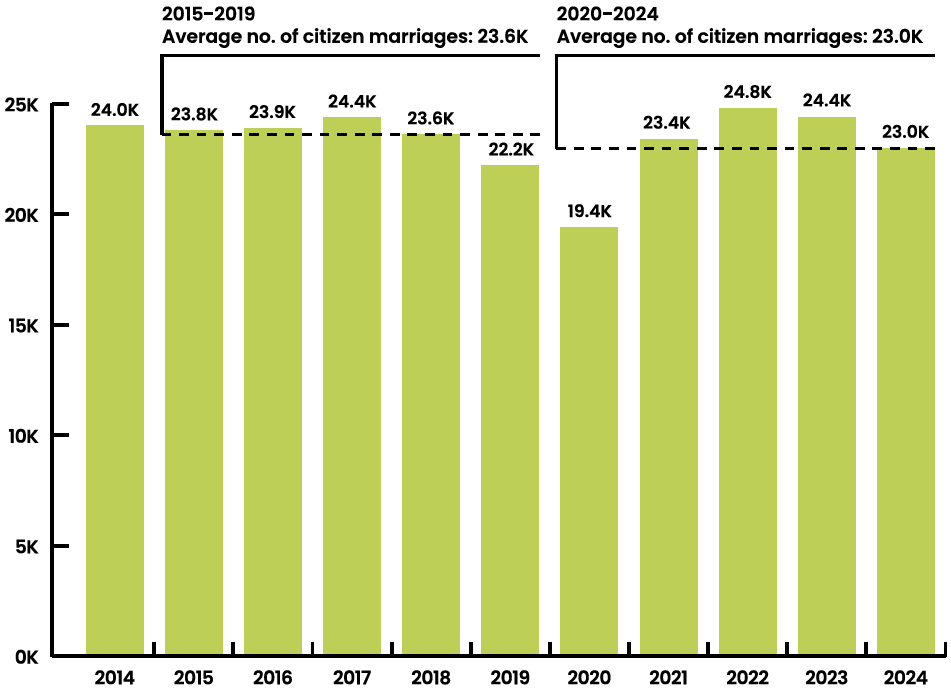 2015–2019
Average no. of citizen marriages: 23.6K
2020–2024
Average no. of citizen marriages: 23.0K
25K
20K
15K
10K
5K
0K
24.0K
23.8K
23.9K
24.4K
23.6K
22.2K
19.4K
23.4K
24.8K
24.4K
23.0K
2014
2015
2016
2017
2018
2019
2020
2021
2022
2023
2024